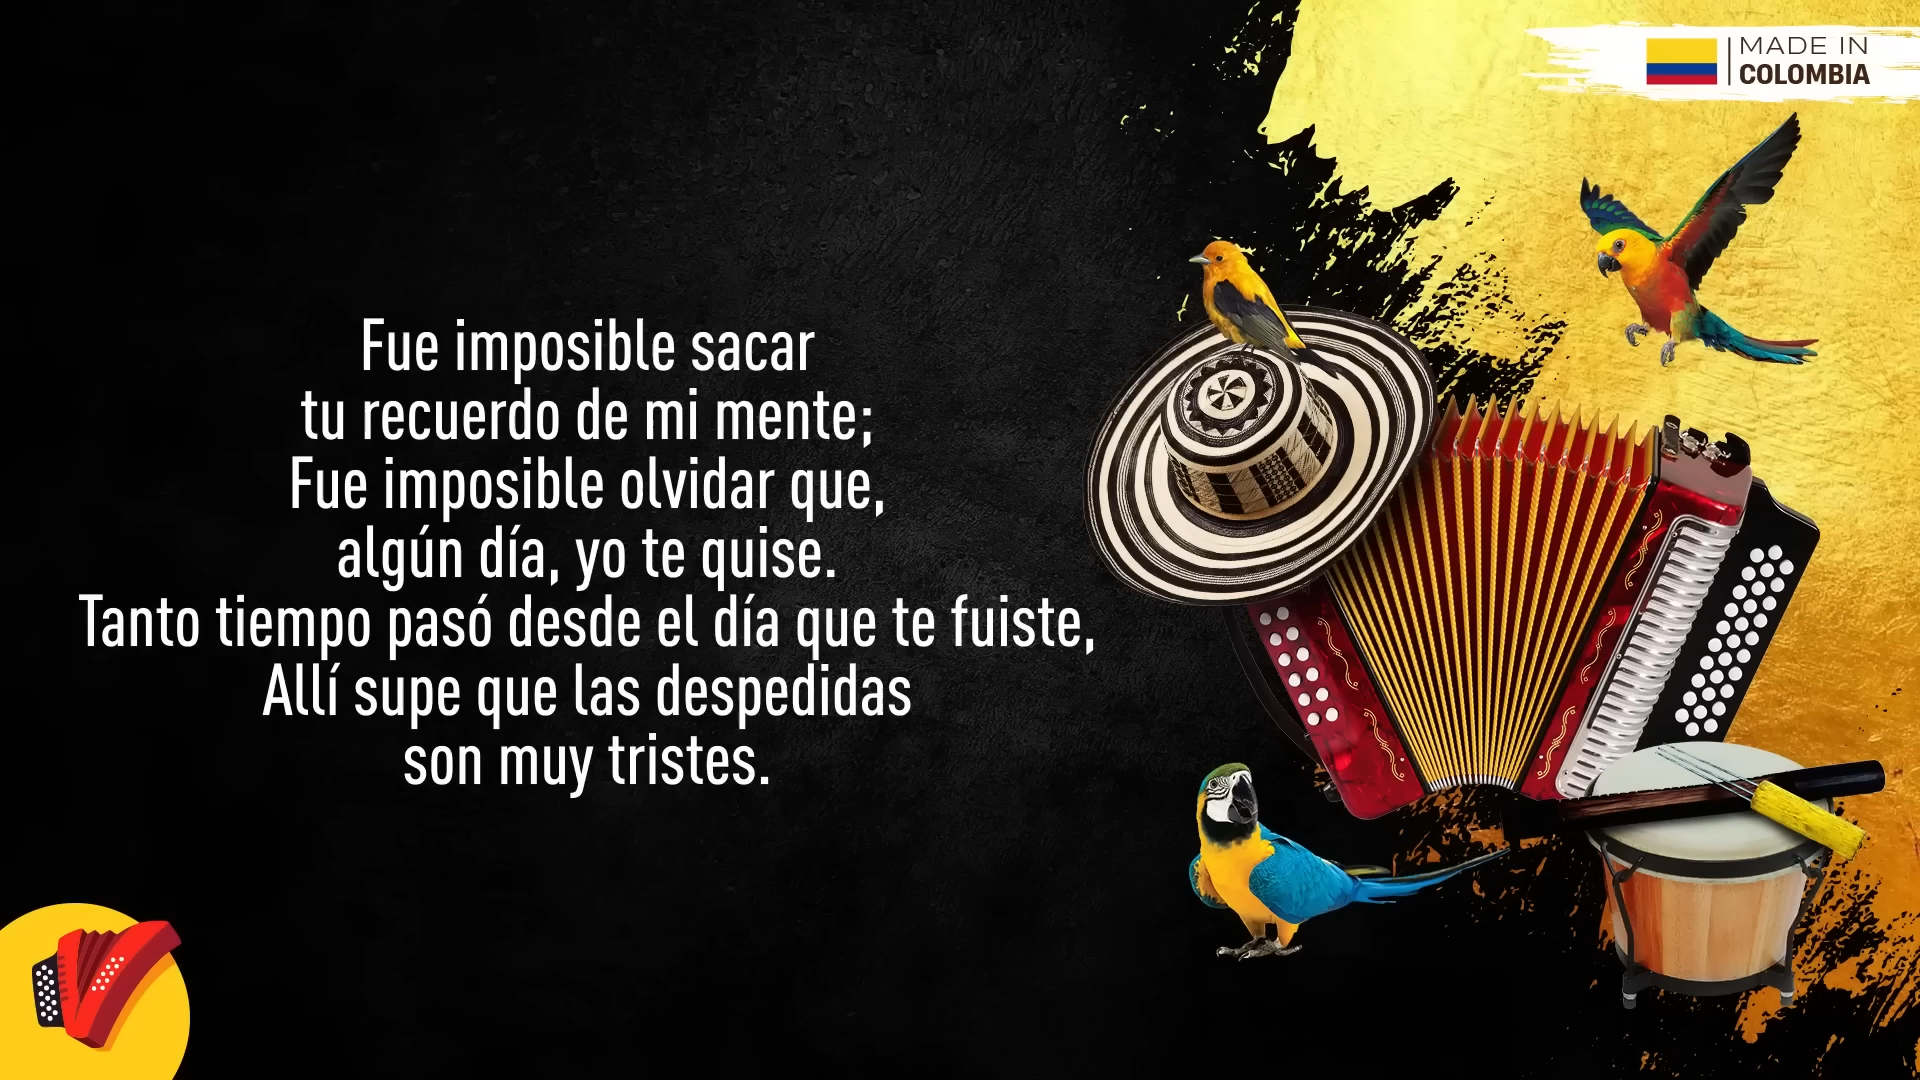 MADE IN
COLOMBIA
Fue imposible sacar
tu recuerdo de mi mente;
Fue imposible olvidar que,
algún día, yo te quise.
Tanto tiempo pasó desde el día que te fuiste,
Allí supe que las despedidas
son muy tristes.